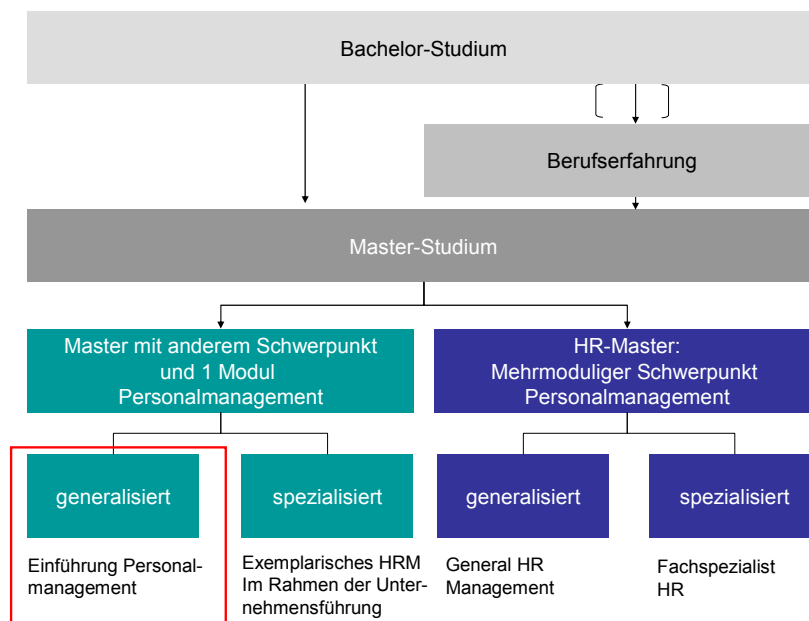 Bachelor-Studium
Berufserfahrung
Master-Studium
Master mit anderem Schwerpunkt
und 1 Modul
Personalmanagement
HR-Master:
Mehrmoduliger Schwerpunkt
Personalmanagement
generalisiert
spezialisiert
generalisiert
spezialisiert
Einführung Personal-
management
Exemplarisches HRM
Im Rahmen der Unter-
nehmensführung
General HR
Management
Fachspezialist
HR